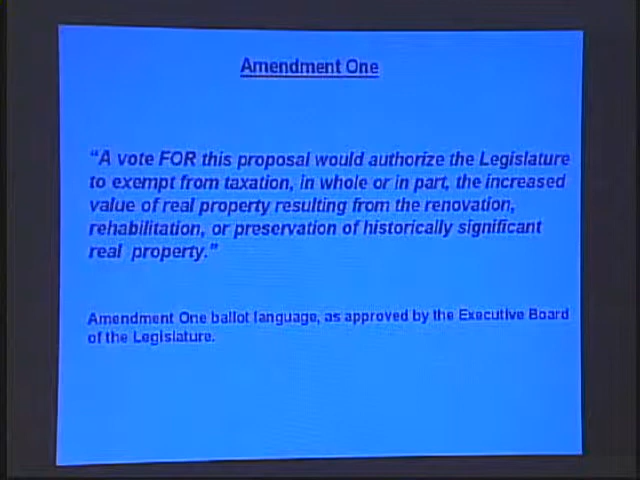 Amendment One
“A vote FOR this proposal would authorize the Legislature
to exempt from taxation, in whole or in part, the increased
value of real property resulting from the renovation,
rehabilitation, or preservation of historically significant
real property.”
Amendment One ballot language, as approved by the Executive Board
of the Legislature.